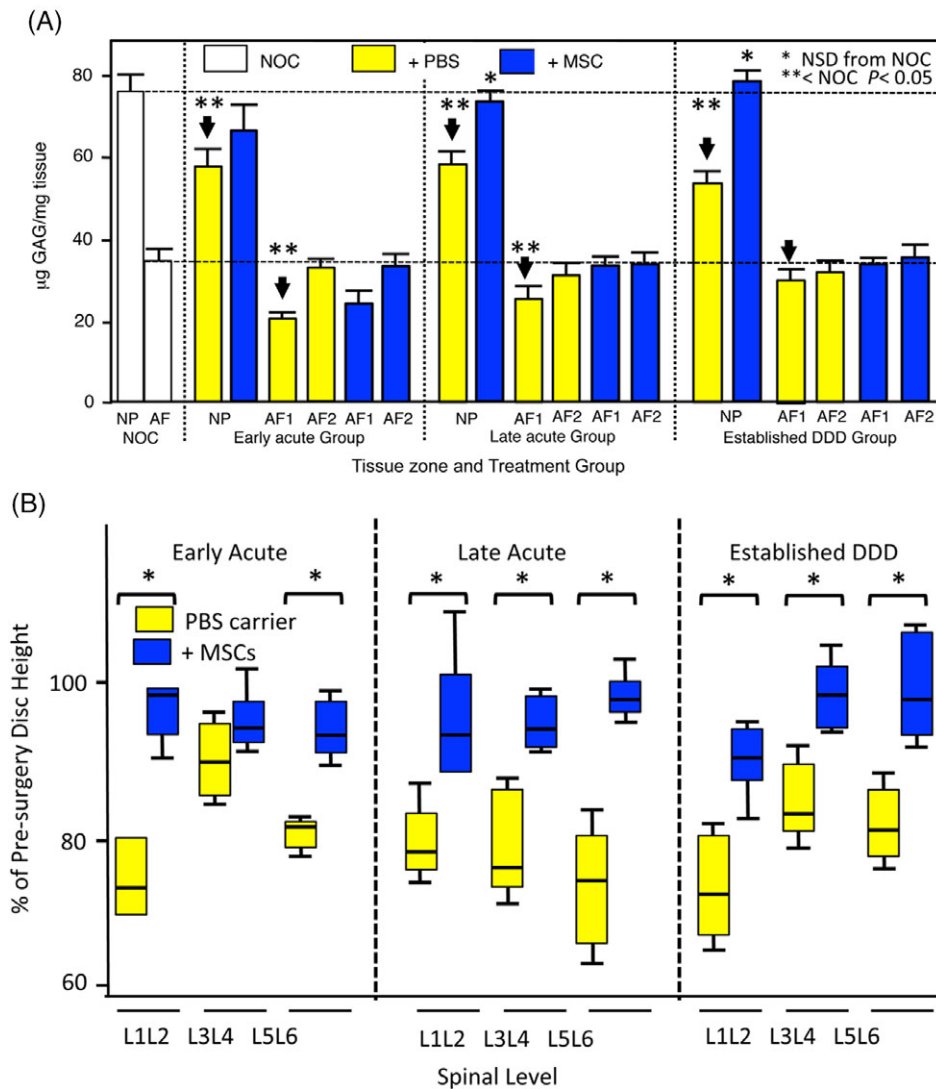 (A)
NOC + PBS + MSC
* NSD from NOC
**< NOC P< 0.05
µg GAG/mg tissue
80
60
40
20
0
** ** * ** *
** **
NP AF NP AF1 AF2 AF1 AF2 NP AF1 AF2 AF1 AF2 NP AF1 AF2 AF1 AF2
NOC Early acute Group Late acute Group Established DDD Group
Tissue zone and Treatment Group
(B)
Early Acute Late Acute Established DDD
* * * * * * * *
PBS carrier
+ MSCs
% of Pre-surgery Disc Height
100
80
60
L1L2 L3L4 L5L6 L1L2 L3L4 L5L6 L1L2 L3L4 L5L6
Spinal Level